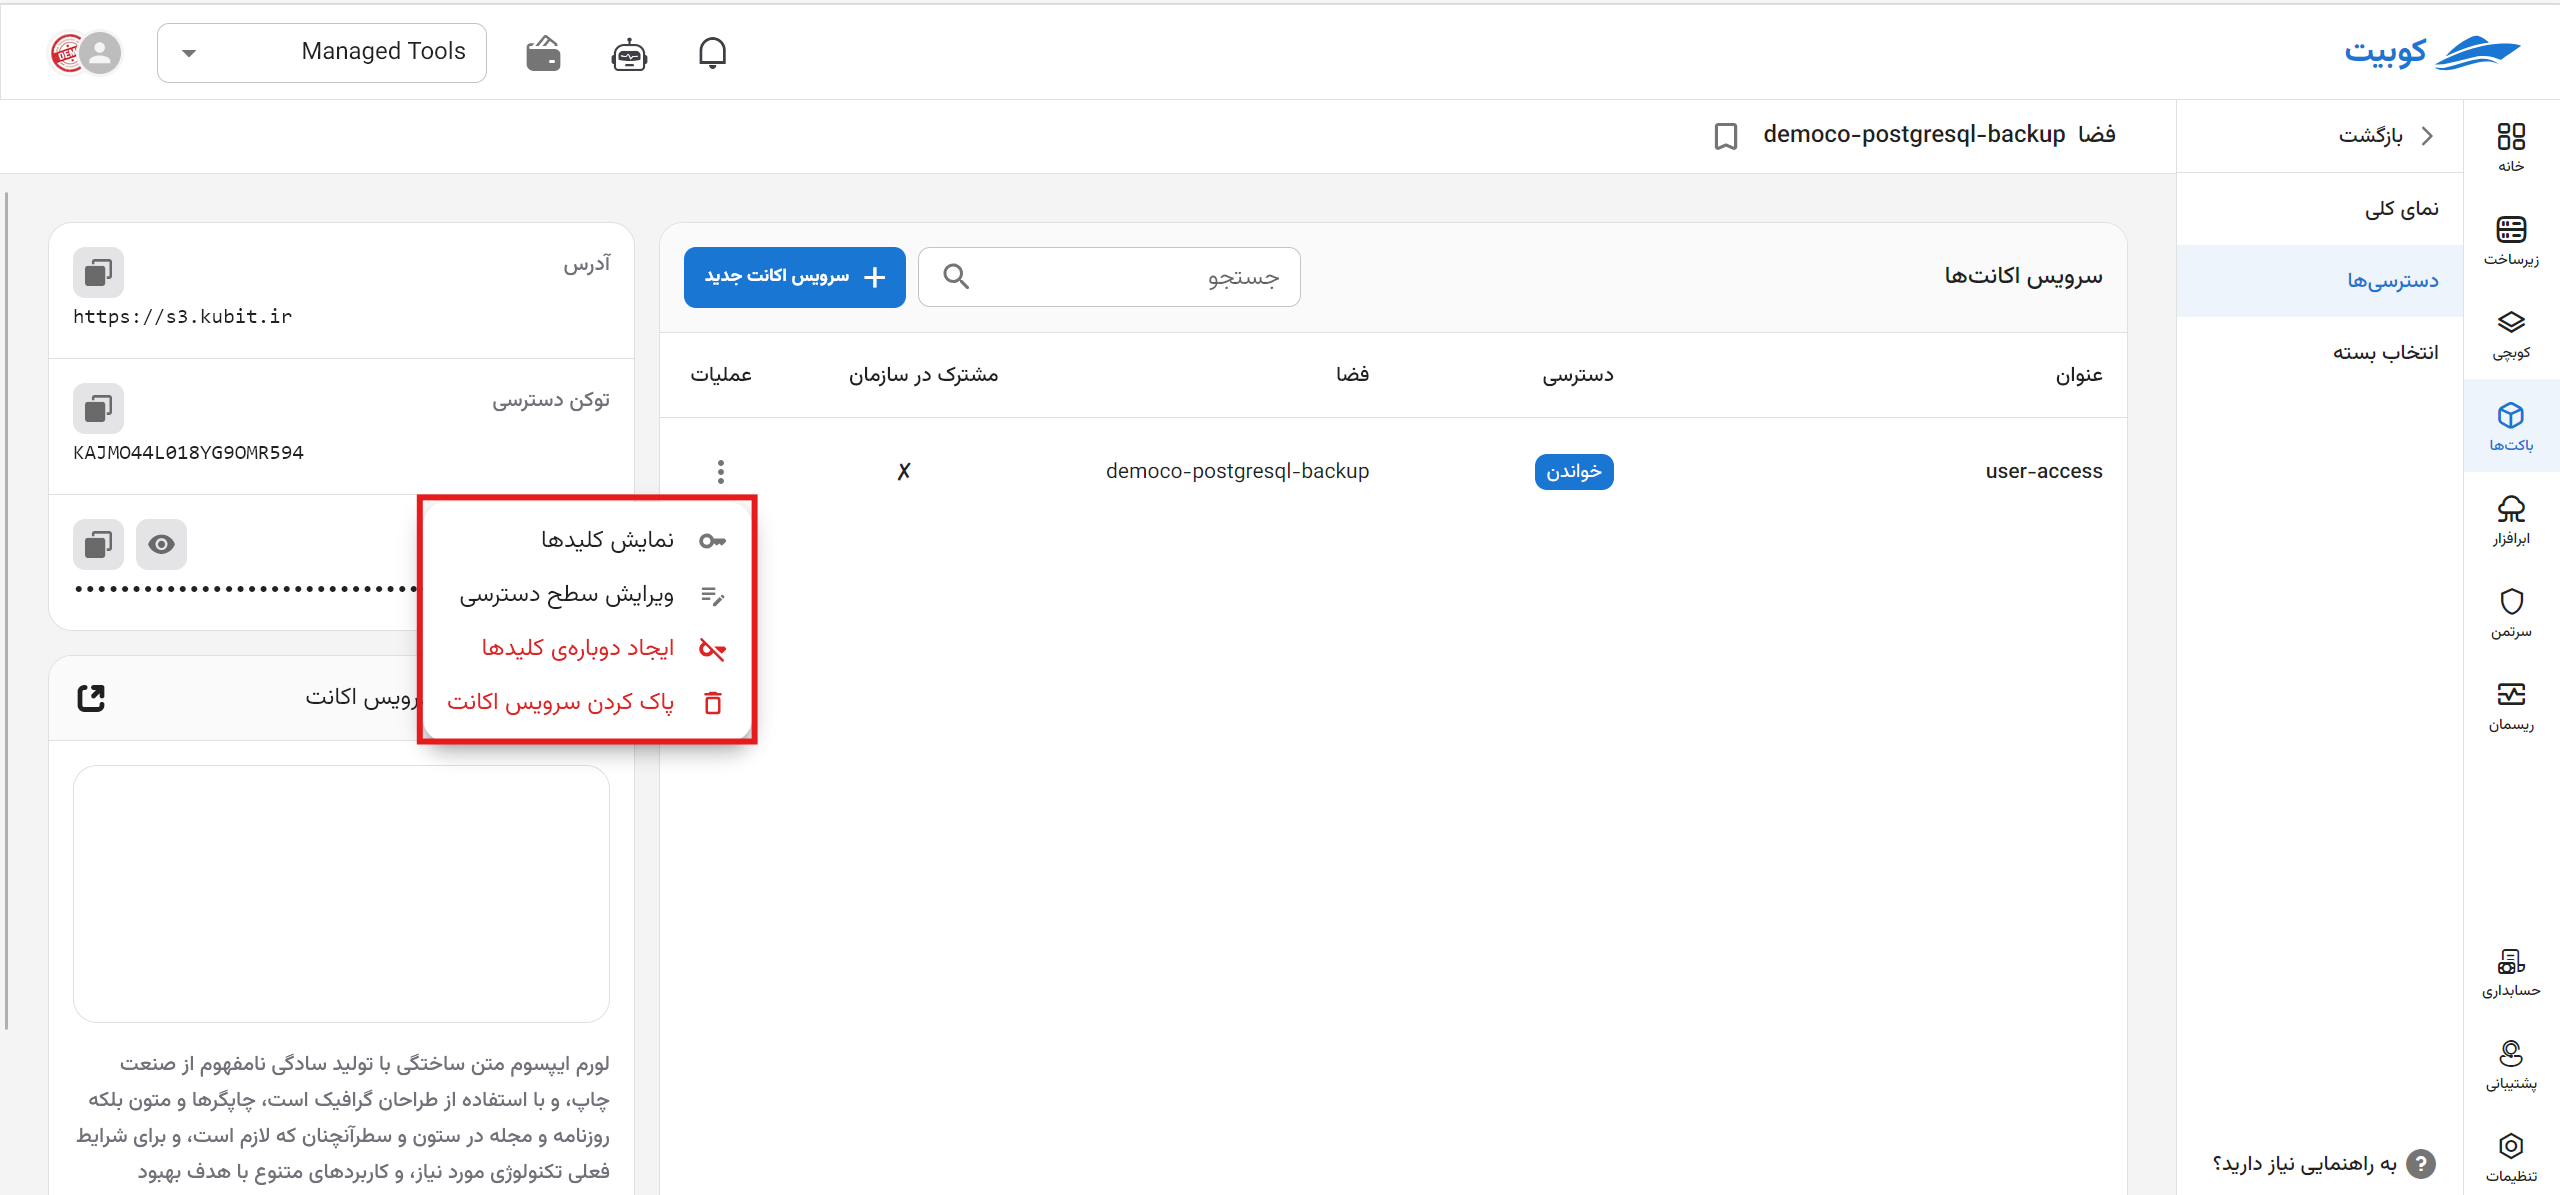 کوبیت
Managed Tools
خانه
زیرساخت
کوبچی
باکت‌ها
ابرافزار
سرتمن
ریسمان
حسابداری
پشتیبانی
تنظیمات
بازگشت
نمای کلی
دسترسی‌ها
انتخاب بسته
به راهنمایی نیاز دارید؟
فضا democo-postgresql-backup
سرویس اکانت‌ها
جستجو
سرویس اکانت جدید
عنوان دسترسی فضا مشترک در سازمان عملیات
user-access خواندن democo-postgresql-backup ✗
نمایش کلیدها
ویرایش سطح دسترسی
ایجاد دوباره‌ی کلیدها
پاک کردن سرویس اکانت
آدرس
https://s3.kubit.ir
توکن دسترسی
KAJMO44L018YG9OMR594
رویس اکانت
لورم ایپسوم متن ساختگی با تولید سادگی نامفهوم از صنعت
چاپ، و با استفاده از طراحان گرافیک است، چاپگرها و متون بلکه
روزنامه و مجله در ستون و سطرآنچنان که لازم است، و برای شرایط
فعلی تکنولوژی مورد نیاز، و کاربردهای متنوع با هدف بهبود